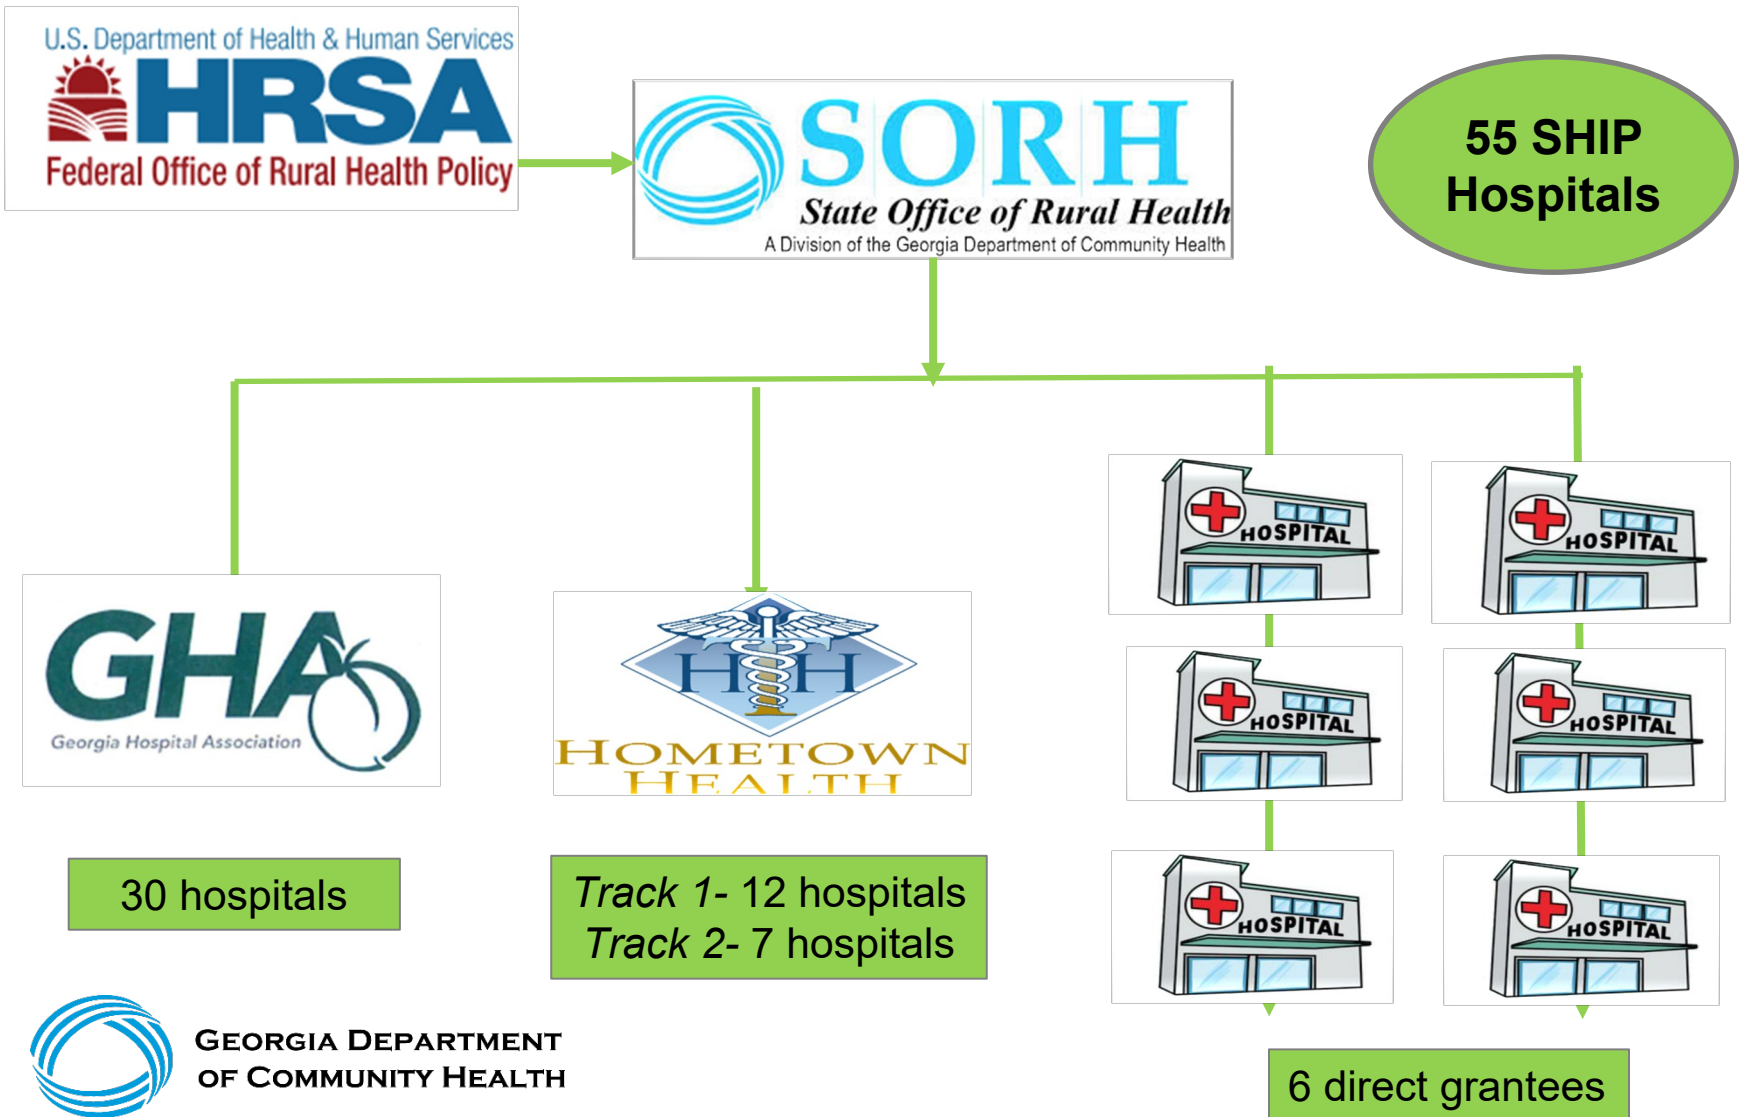 U.S. Department of Health & Human Services
HRSA
Federal Office of Rural Health Policy
SORH
State Office of Rural Health
A Division of the Georgia Department of Community Health
55 SHIP
Hospitals
GHA
Georgia Hospital Association
HTH
HOMETOWN
HEALTH
HOSPITAL
HOSPITAL
HOSPITAL
HOSPITAL
HOSPITAL
HOSPITAL
30 hospitals
Track 1- 12 hospitals
Track 2- 7 hospitals
6 direct grantees
GEORGIA DEPARTMENT
OF COMMUNITY HEALTH